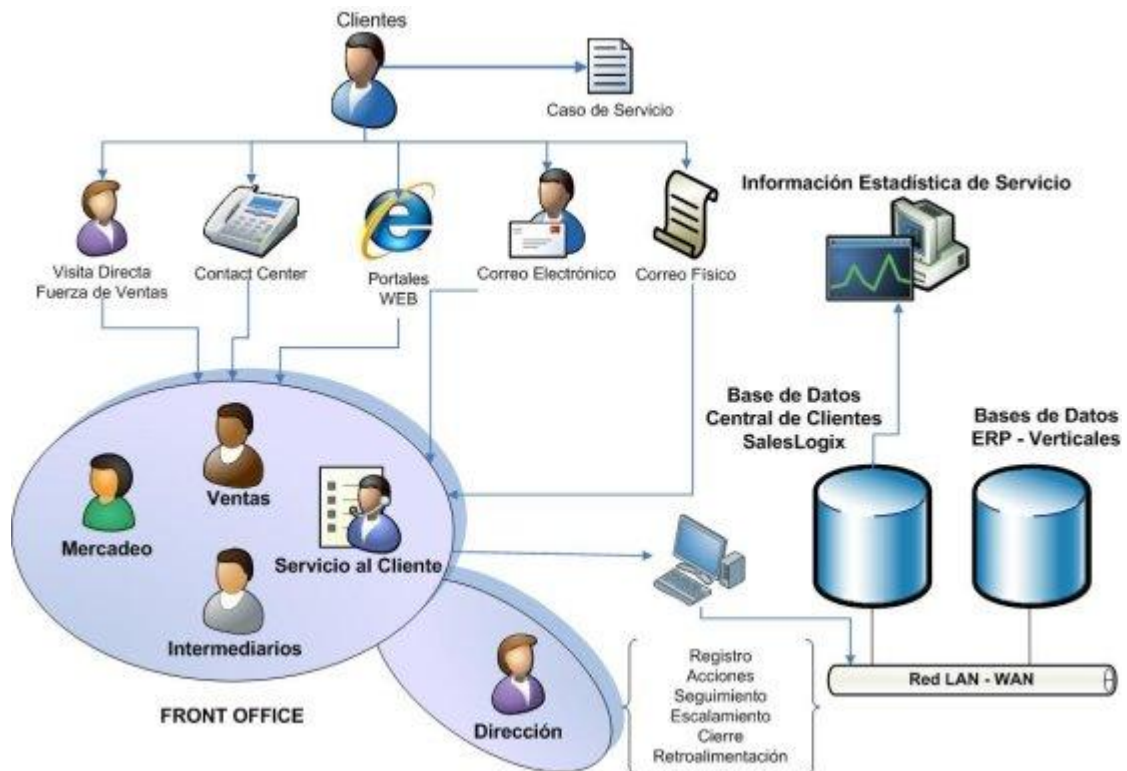 Clientes
Caso de Servicio
Visita Directa
Fuerza de Ventas
Contact Center
Portales
WEB
Correo Electrónico
Correo Físico
Información Estadística de Servicio
Base de Datos
Central de Clientes
SalesLogix
Bases de Datos
ERP - Verticales
Ventas
Mercadeo
Servicio al Cliente
Intermediarios
FRONT OFFICE
Dirección
Registro
Acciones
Seguimiento
Escalamiento
Cierre
Retroalimentación
Red LAN - WAN